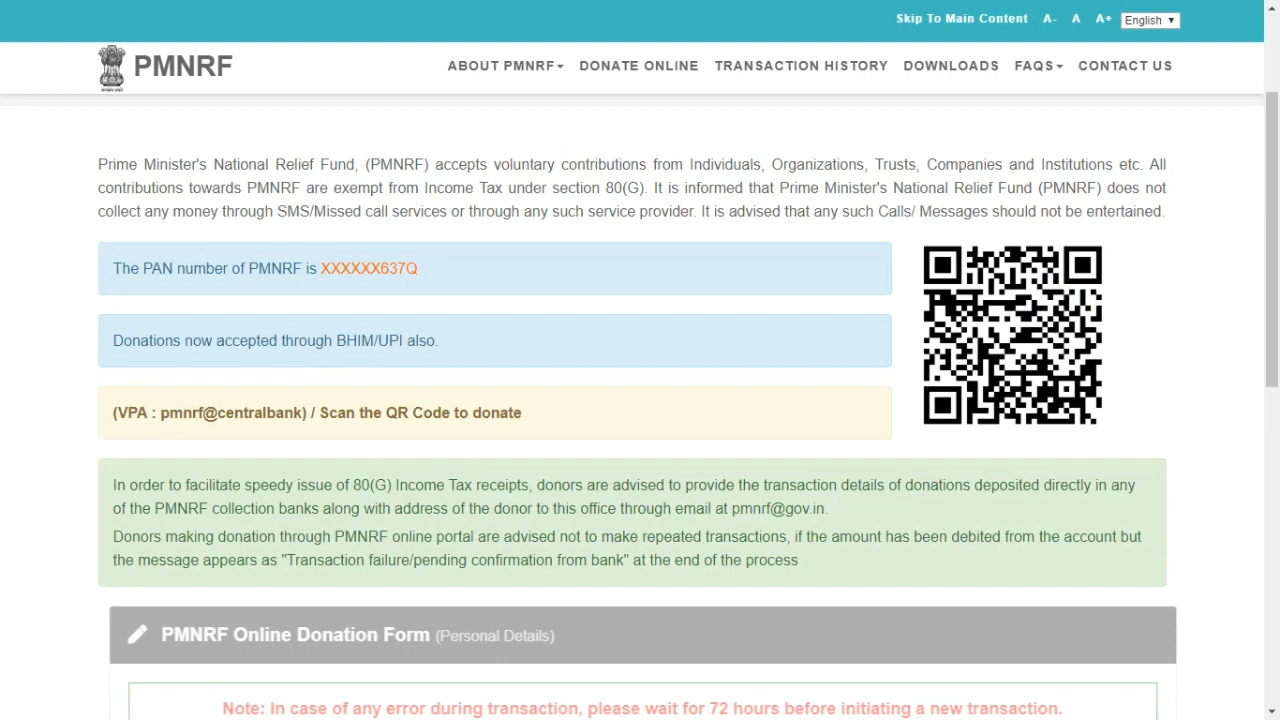 Skip To Main Content A- A A+ English ▼
PMNRF
ABOUT PMNRF DONATE ONLINE TRANSACTION HISTORY DOWNLOADS FAQS CONTACT US
Prime Minister's National Relief Fund, (PMNRF) accepts voluntary contributions from Individuals, Organizations, Trusts, Companies and Institutions etc. All
contributions towards PMNRF are exempt from Income Tax under section 80(G). It is informed that Prime Minister's National Relief Fund (PMNRF) does not
collect any money through SMS/Missed call services or through any such service provider. It is advised that any such Calls/ Messages should not be entertained.
The PAN number of PMNRF is XXXXXX637Q
Donations now accepted through BHIM/UPI also.
(VPA : pmnrf@centralbank) / Scan the QR Code to donate
In order to facilitate speedy issue of 80(G) Income Tax receipts, donors are advised to provide the transaction details of donations deposited directly in any
of the PMNRF collection banks along with address of the donor to this office through email at pmnrf@gov.in.
Donors making donation through PMNRF online portal are advised not to make repeated transactions, if the amount has been debited from the account but
the message appears as "Transaction failure/pending confirmation from bank" at the end of the process
PMNRF Online Donation Form (Personal Details)
Note: In case of any error during transaction, please wait for 72 hours before initiating a new transaction.